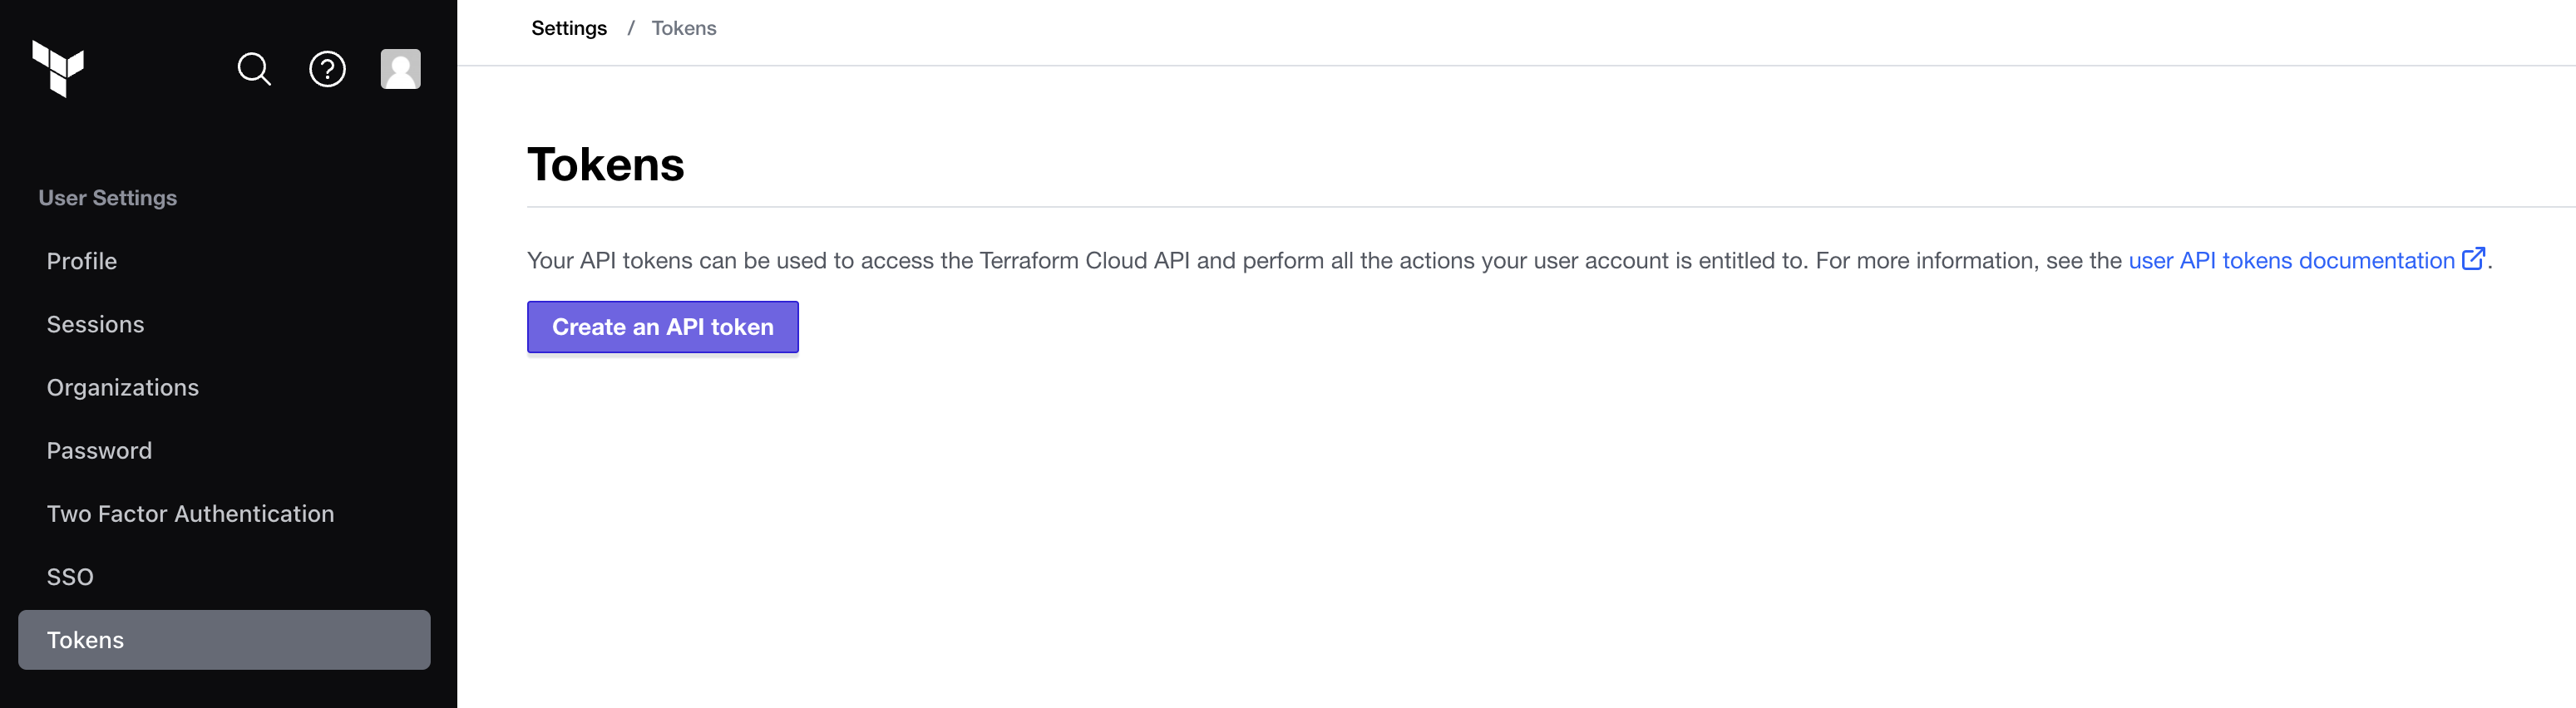 Settings / Tokens
User Settings
Profile
Sessions
Organizations
Password
Two Factor Authentication
SSO
Tokens
Tokens
Your API tokens can be used to access the Terraform Cloud API and perform all the actions your user account is entitled to. For more information, see the user API tokens documentation.
Create an API token